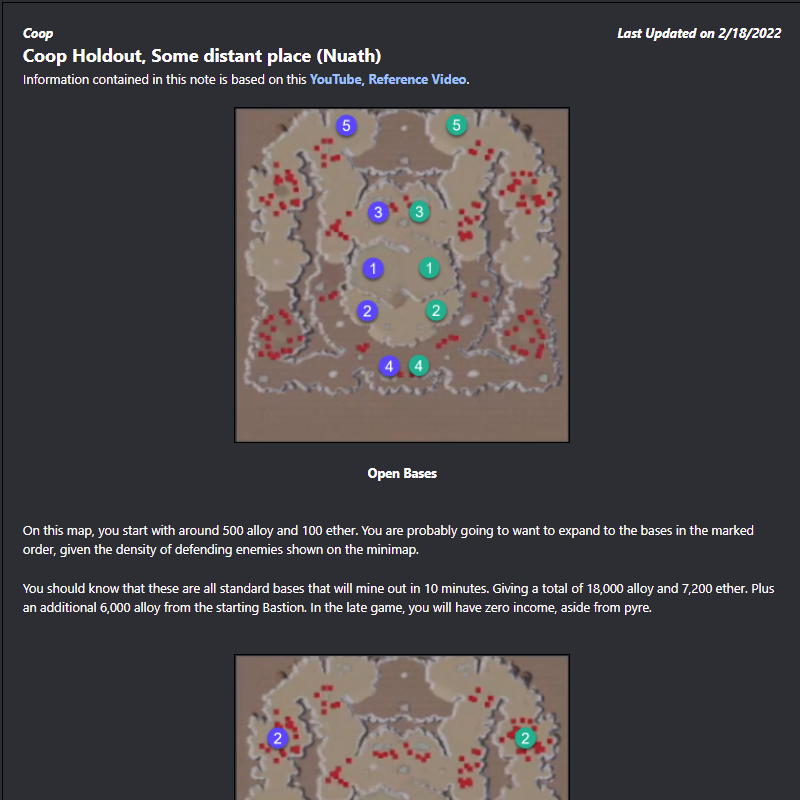 Coop
Last Updated on 2/18/2022
Coop Holdout, Some distant place (Nuath)
Information contained in this note is based on this YouTube, Reference Video.
5 5
3 3
1 1
2 2
4 4
Open Bases
On this map, you start with around 500 alloy and 100 ether. You are probably going to want to expand to the bases in the marked
order, given the density of defending enemies shown on the minimap.
You should know that these are all standard bases that will mine out in 10 minutes. Giving a total of 18,000 alloy and 7,200 ether. Plus
an additional 6,000 alloy from the starting Bastion. In the late game, you will have zero income, aside from pyre.
2 2